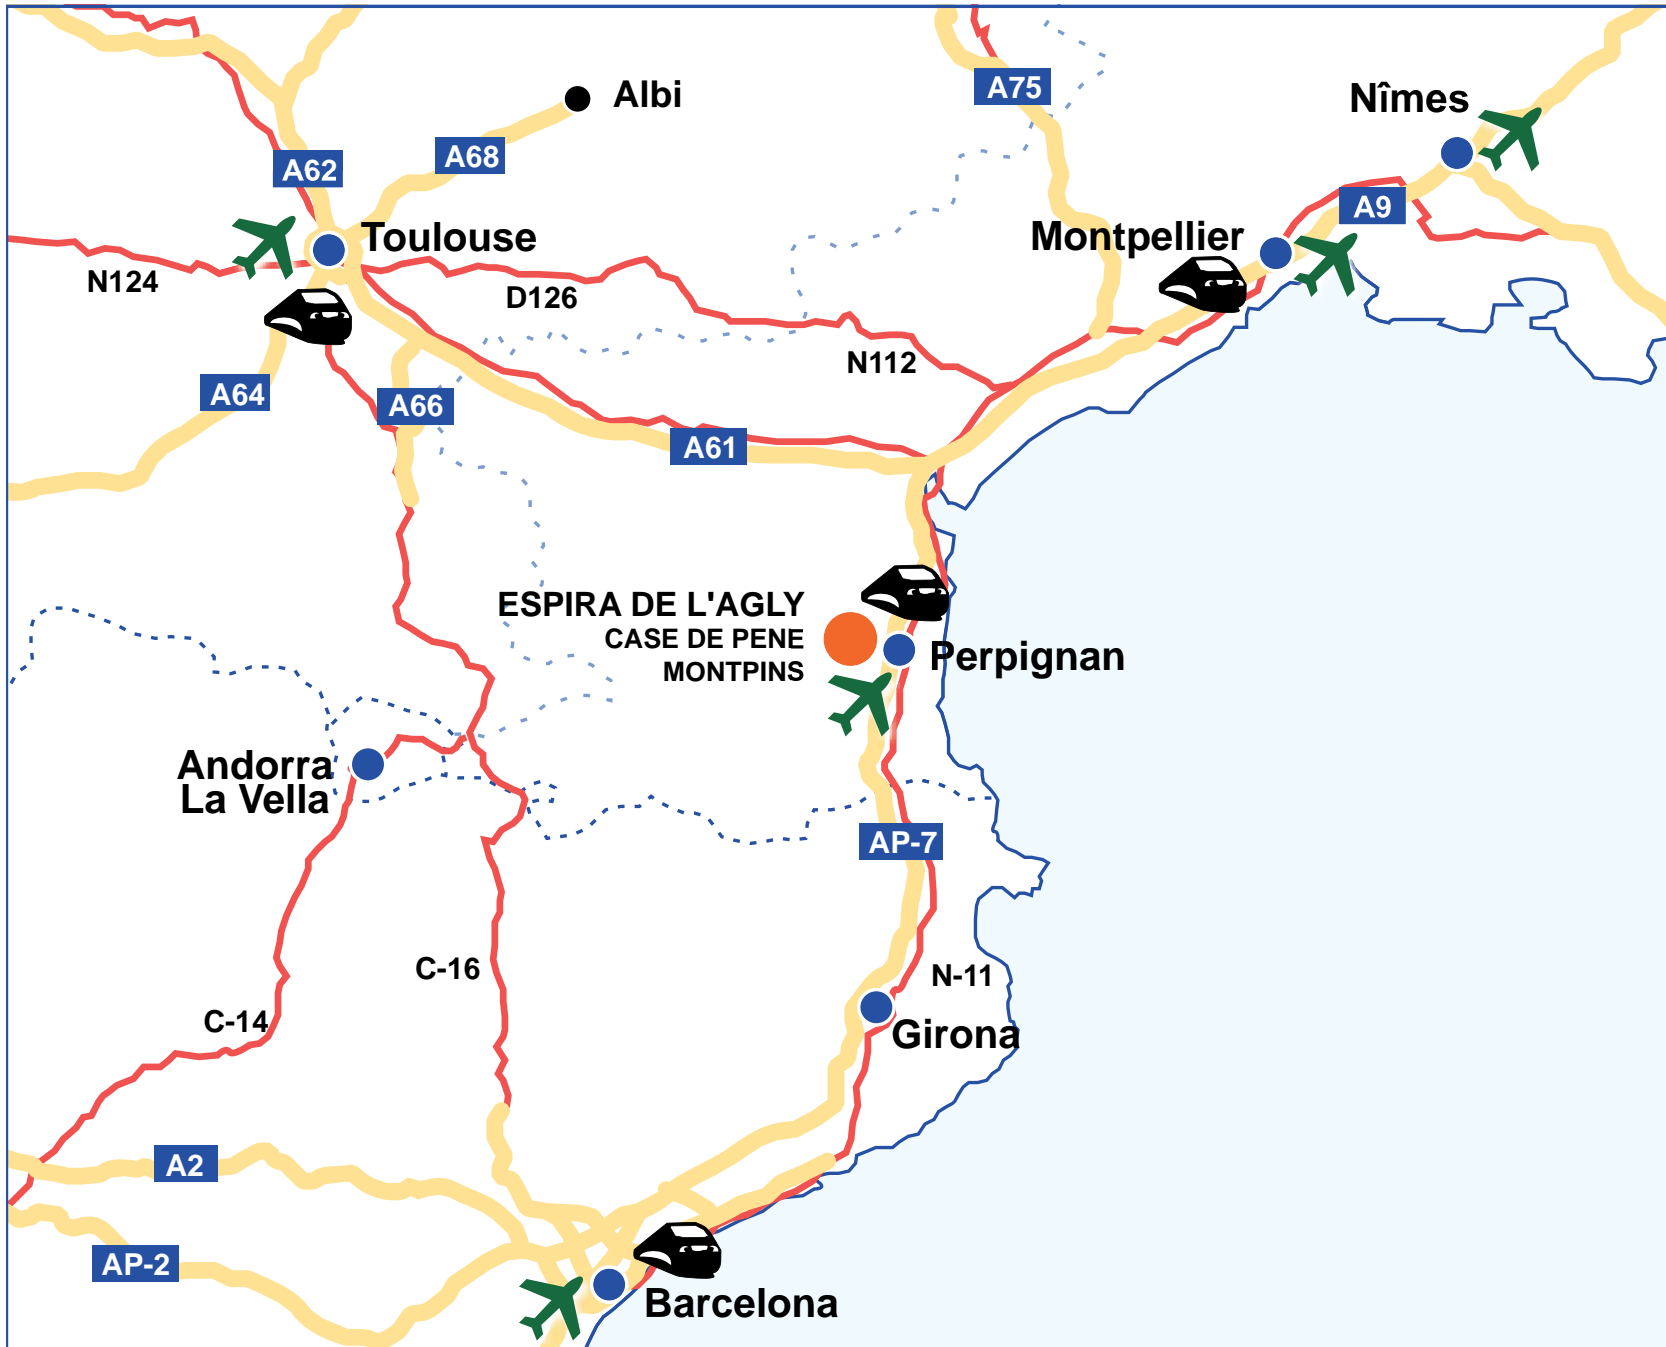 Albi
A75
Nîmes
A68
A62
A9
Toulouse
Montpellier
N124
D126
N112
A64
A66
A61
ESPIRA DE L'AGLY
CASE DE PENE
MONTPINS
Perpignan
Andorra
La Vella
AP-7
C-16
N-11
C-14
Girona
A2
AP-2
Barcelona